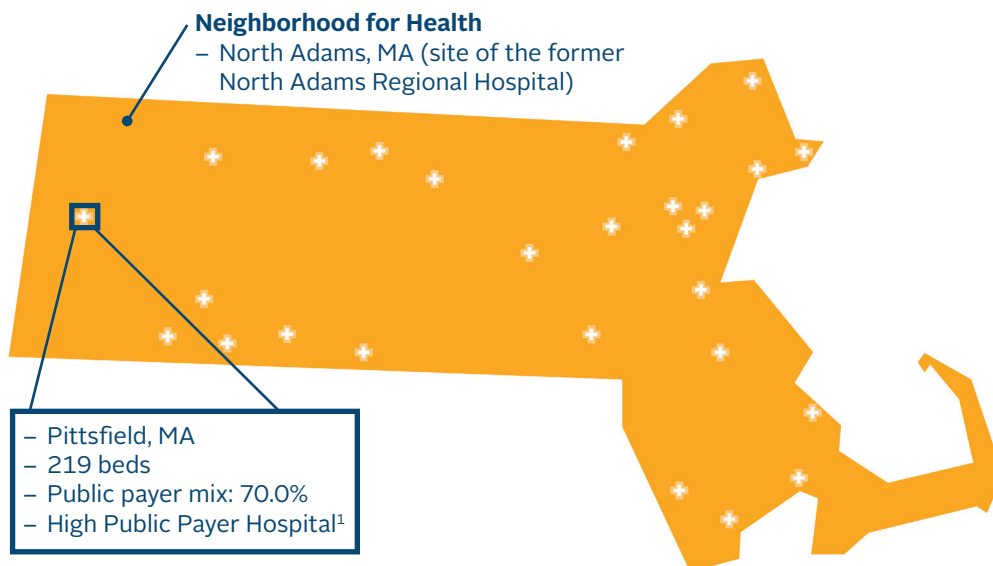 Neighborhood for Health
– North Adams, MA (site of the former
North Adams Regional Hospital)
– Pittsfield, MA
– 219 beds
– Public payer mix: 70.0%
– High Public Payer Hospital¹